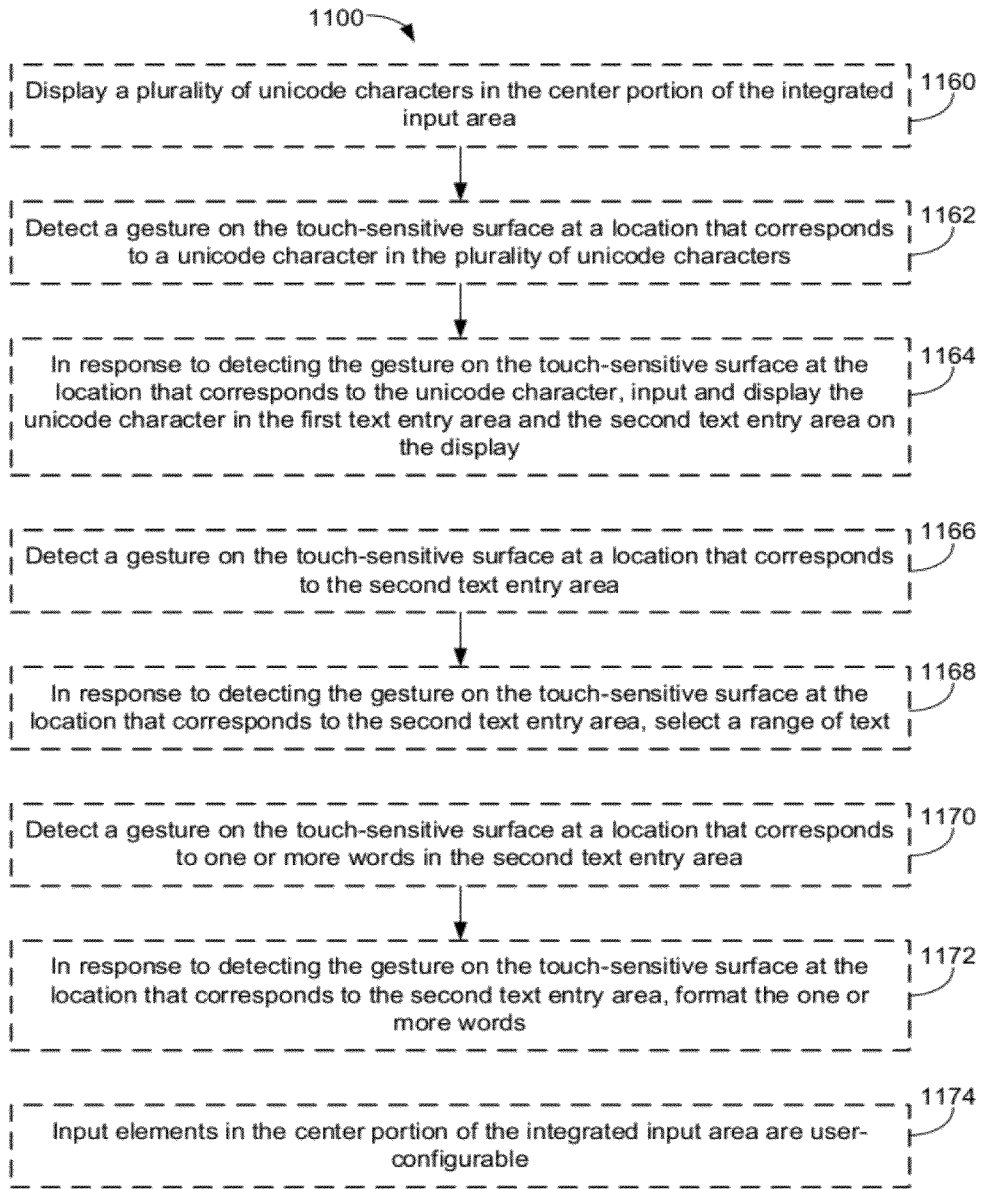 1100
1160
Display a plurality of unicode characters in the center portion of the integrated
input area
1162
Detect a gesture on the touch-sensitive surface at a location that corresponds
to a unicode character in the plurality of unicode characters
1164
In response to detecting the gesture on the touch-sensitive surface at the
location that corresponds to the unicode character, input and display the
unicode character in the first text entry area and the second text entry area on
the display
1166
Detect a gesture on the touch-sensitive surface at a location that corresponds
to the second text entry area
1168
In response to detecting the gesture on the touch-sensitive surface at the
location that corresponds to the second text entry area, select a range of text
1170
Detect a gesture on the touch-sensitive surface at a location that corresponds
to one or more words in the second text entry area
1172
In response to detecting the gesture on the touch-sensitive surface at the
location that corresponds to the second text entry area, format the one or
more words
1174
Input elements in the center portion of the integrated input area are user-
configurable